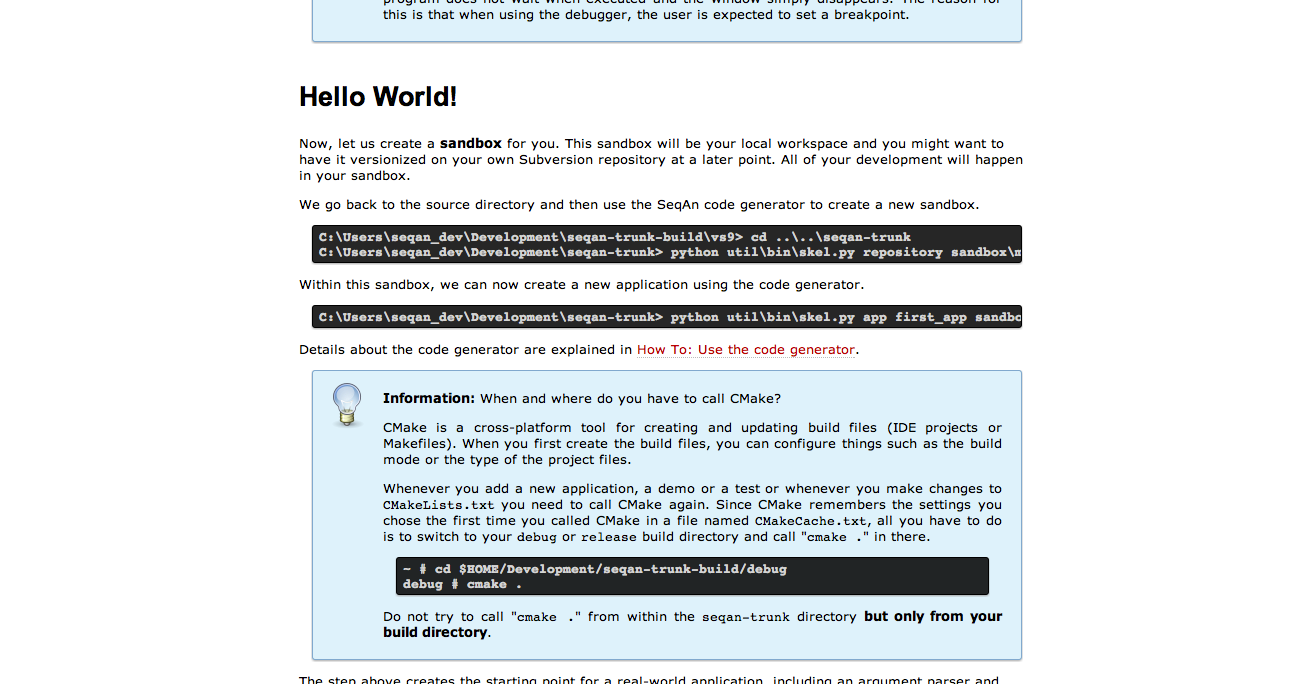 program does not wait when executed and the window simply disappears. The reason for
this is that when using the debugger, the user is expected to set a breakpoint.
Hello World!
Now, let us create a sandbox for you. This sandbox will be your local workspace and you might want to
have it versionized on your own Subversion repository at a later point. All of your development will happen
in your sandbox.
We go back to the source directory and then use the SeqAn code generator to create a new sandbox.
C:\Users\seqan_dev\Development\seqan-trunk-build\vs9> cd ..\..\seqan-trunk
C:\Users\seqan_dev\Development\seqan-trunk> python util\bin\skel.py repository sandbox\m
Within this sandbox, we can now create a new application using the code generator.
C:\Users\seqan_dev\Development\seqan-trunk> python util\bin\skel.py app first_app sandbo
Details about the code generator are explained in How To: Use the code generator.
Information: When and where do you have to call CMake?
CMake is a cross-platform tool for creating and updating build files (IDE projects or
Makefiles). When you first create the build files, you can configure things such as the build
mode or the type of the project files.
Whenever you add a new application, a demo or a test or whenever you make changes to
CMakeLists.txt you need to call CMake again. Since CMake remembers the settings you
chose the first time you called CMake in a file named CMakeCache.txt, all you have to do
is to switch to your debug or release build directory and call "cmake ." in there.
~ # cd $HOME/Development/seqan-trunk-build/debug
debug # cmake .
Do not try to call "cmake ." from within the seqan-trunk directory but only from your
build directory.
The step above creates the starting point for a real-world application, including an argument parser and